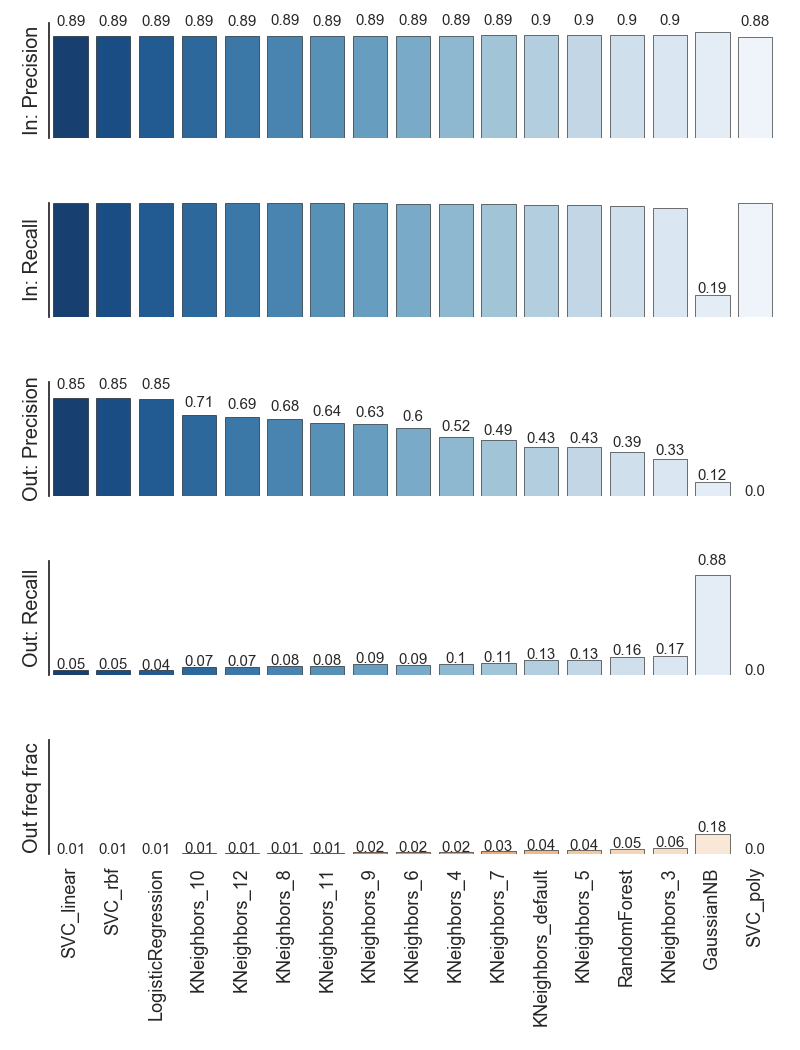 0.89 0.89 0.89 0.89 0.89 0.89 0.89 0.89 0.89 0.89 0.89 0.9 0.9 0.9 0.9 0.88
In: Precision
In: Recall
0.19
0.85 0.85 0.85 0.71 0.69 0.68 0.64 0.63 0.6 0.52 0.49 0.43 0.43 0.39 0.33 0.12 0.0
Out: Precision
0.05 0.05 0.04 0.07 0.07 0.08 0.08 0.09 0.09 0.1 0.11 0.13 0.13 0.16 0.17 0.88 0.0
Out: Recall
0.01 0.01 0.01 0.01 0.01 0.01 0.01 0.02 0.02 0.02 0.03 0.04 0.04 0.05 0.06 0.18 0.0
Out freq frac
SVC_linear
SVC_rbf
LogisticRegression
KNeighbors_10
KNeighbors_12
KNeighbors_8
KNeighbors_11
KNeighbors_9
KNeighbors_6
KNeighbors_4
KNeighbors_7
KNeighbors_default
KNeighbors_5
RandomForest
KNeighbors_3
GaussianNB
SVC_poly